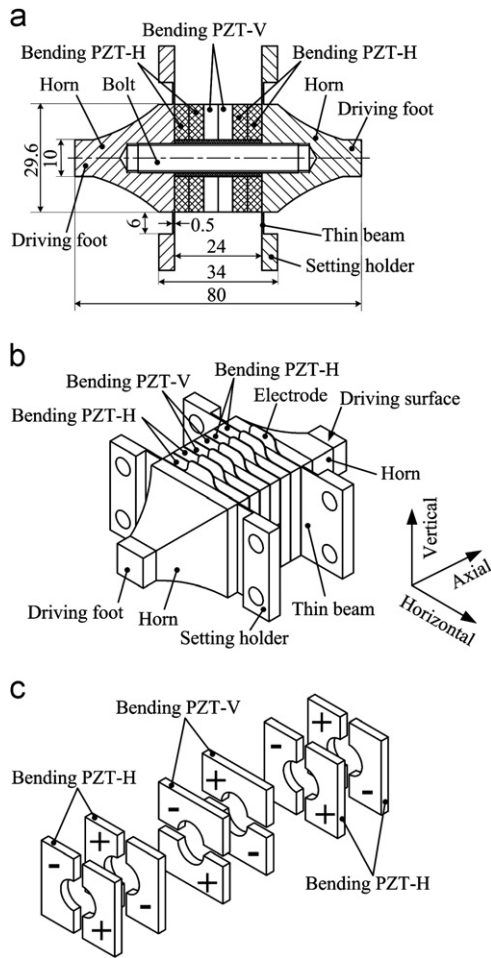 a
Bending PZT-V
Bending PZT-H
Bending PZT-H
Horn
Bolt
Horn
Driving foot
29.6
10
Driving foot
6
0.5
Thin beam
24
Setting holder
34
80
b
Bending PZT-H
Bending PZT-V
Electrode
Bending PZT-H
Driving surface
Horn
Vertical
Axial
Horizontal
Driving foot
Horn
Thin beam
Setting holder
c
Bending PZT-V
Bending PZT-H
+
-
+
-
+
-
+
-
-
+
+
-
Bending PZT-H